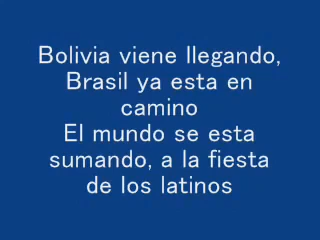 Bolivia viene llegando,
Brasil ya esta en
camino
El mundo se esta
sumando, a la fiesta
de los latinos